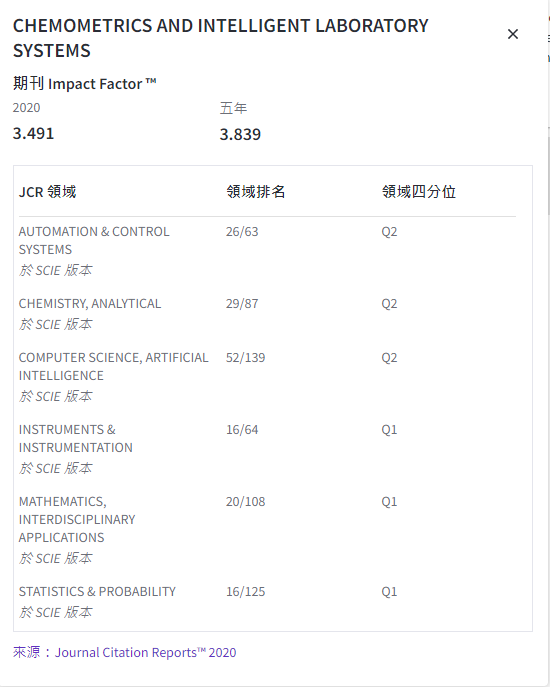 CHEMOMETRICS AND INTELLIGENT LABORATORY
SYSTEMS
期刊 Impact Factor ™
2020 五年
3.491 3.839
JCR 領域 領域排名 領域四分位
AUTOMATION & CONTROL 26/63 Q2
SYSTEMS
於 SCIE 版本
CHEMISTRY, ANALYTICAL 29/87 Q2
於 SCIE 版本
COMPUTER SCIENCE, ARTIFICIAL 52/139 Q2
INTELLIGENCE
於 SCIE 版本
INSTRUMENTS & 16/64 Q1
INSTRUMENTATION
於 SCIE 版本
MATHEMATICS, 20/108 Q1
INTERDISCIPLINARY
APPLICATIONS
於 SCIE 版本
STATISTICS & PROBABILITY 16/125 Q1
於 SCIE 版本
來源：Journal Citation Reports™ 2020